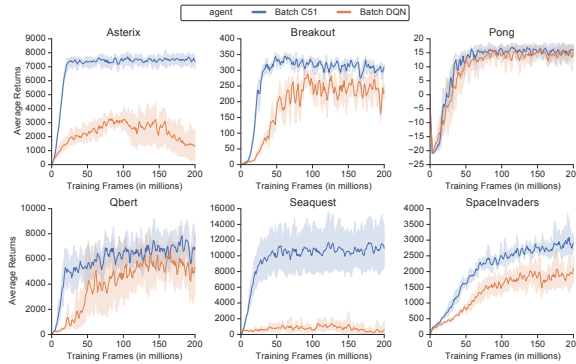 agent Batch C51 Batch DQN
Asterix Breakout Pong
9000 400 20
8000 350 15
7000 300 10
6000 250 5
5000 200 0
4000 150 -5
3000 100 -10
2000 50 -15
1000 0 -20
0 -25
Average Returns
0 50 100 150 200 0 50 100 150 200 0 50 100 150 200
Training Frames (in millions) Training Frames (in millions) Training Frames (in millions)
Qbert Seaquest SpaceInvaders
10000 16000 4000
8000 14000 3000
6000 12000 2000
4000 10000 1000
2000 8000 0
0 6000
4000
2000
0
Average Returns
0 50 100 150 200 0 50 100 150 200 0 50 100 150 200
Training Frames (in millions) Training Frames (in millions) Training Frames (in millions)